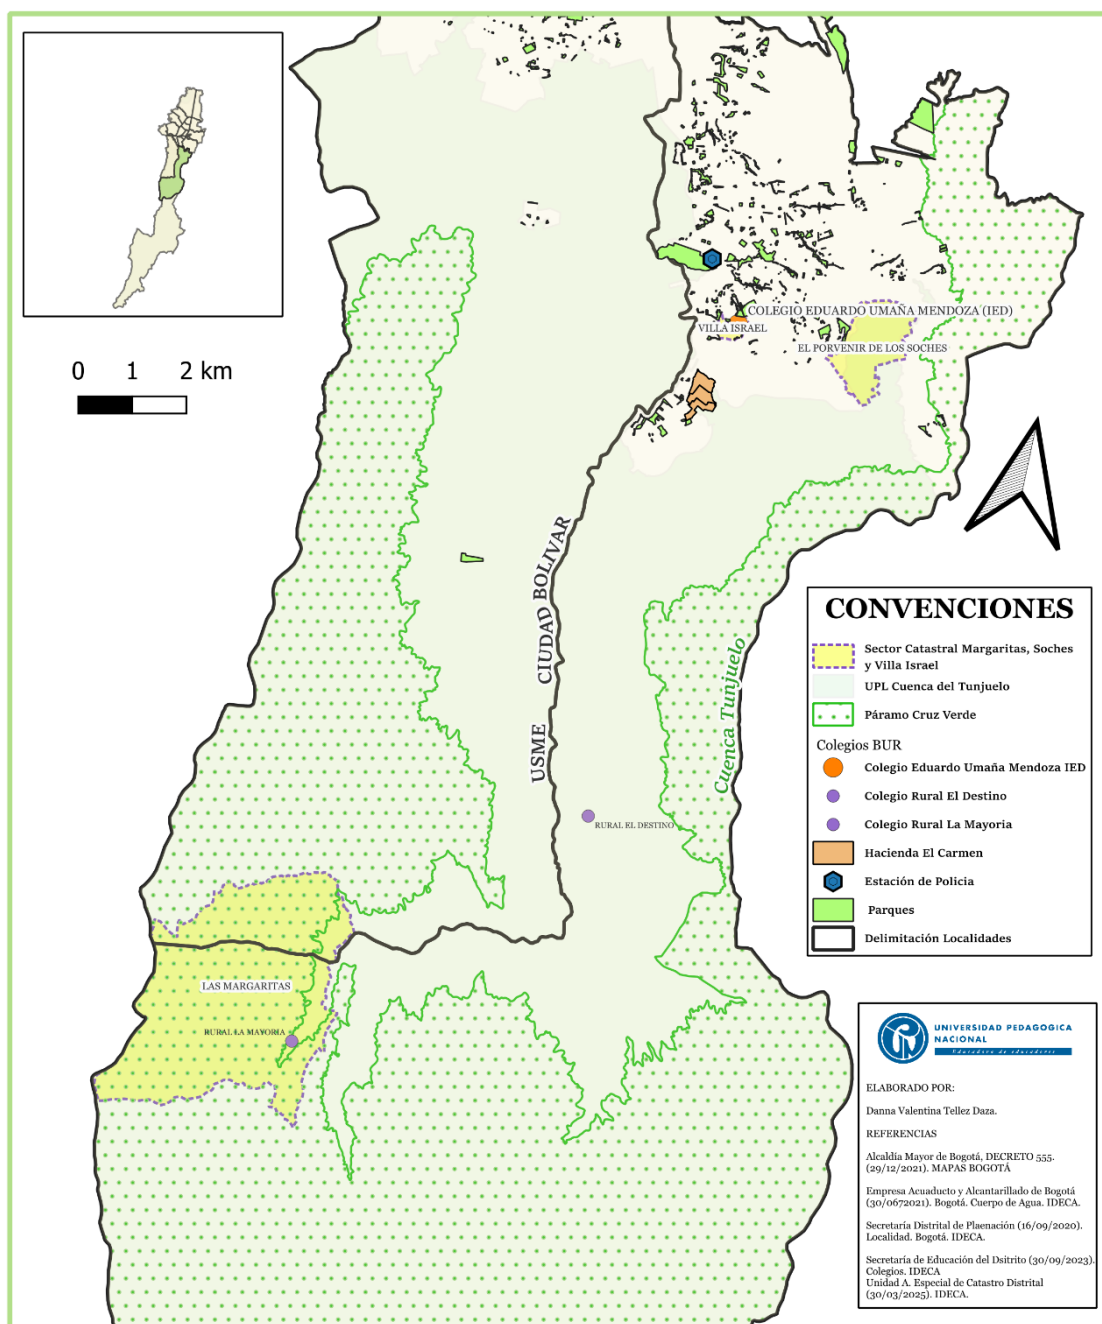 0 1 2 km
COLEGIO EDUARDO UMAÑA MENDOZA (IED)
VILLA ISRAEL
EL PORVENIR DE LOS SOCHES
CIUDAD BOLIVAR
USME
Cuenca Tunjuelo
RURAL EL DESTINO
LAS MARGARITAS
RURAL LA MAYORIA
CONVENCIONES
Sector Catastral Margaritas, Soches
y Villa Israel
UPL Cuenca del Tunjuelo
Páramo Cruz Verde
Colegios BUR
Colegio Eduardo Umaña Mendoza IED
Colegio Rural El Destino
Colegio Rural La Mayoria
Hacienda El Carmen
Estación de Policia
Parques
Delimitación Localidades
UNIVERSIDAD PEDAGOGICA
NACIONAL
Educadora de educadores
ELABORADO POR:
Danna Valentina Tellez Daza.
REFERENCIAS
Alcaldía Mayor de Bogotá, DECRETO 555.
(29/12/2021). MAPAS BOGOTÁ
Empresa Acuaducto y Alcantarillado de Bogotá
(30/0672021). Bogotá. Cuerpo de Agua. IDECA.
Secretaría Distrital de Plaenación (16/09/2020).
Localidad. Bogotá. IDECA.
Secretaría de Educación del Dsitrito (30/09/2023).
Colegios. IDECA
Unidad A. Especial de Catastro Distrital
(30/03/2025). IDECA.